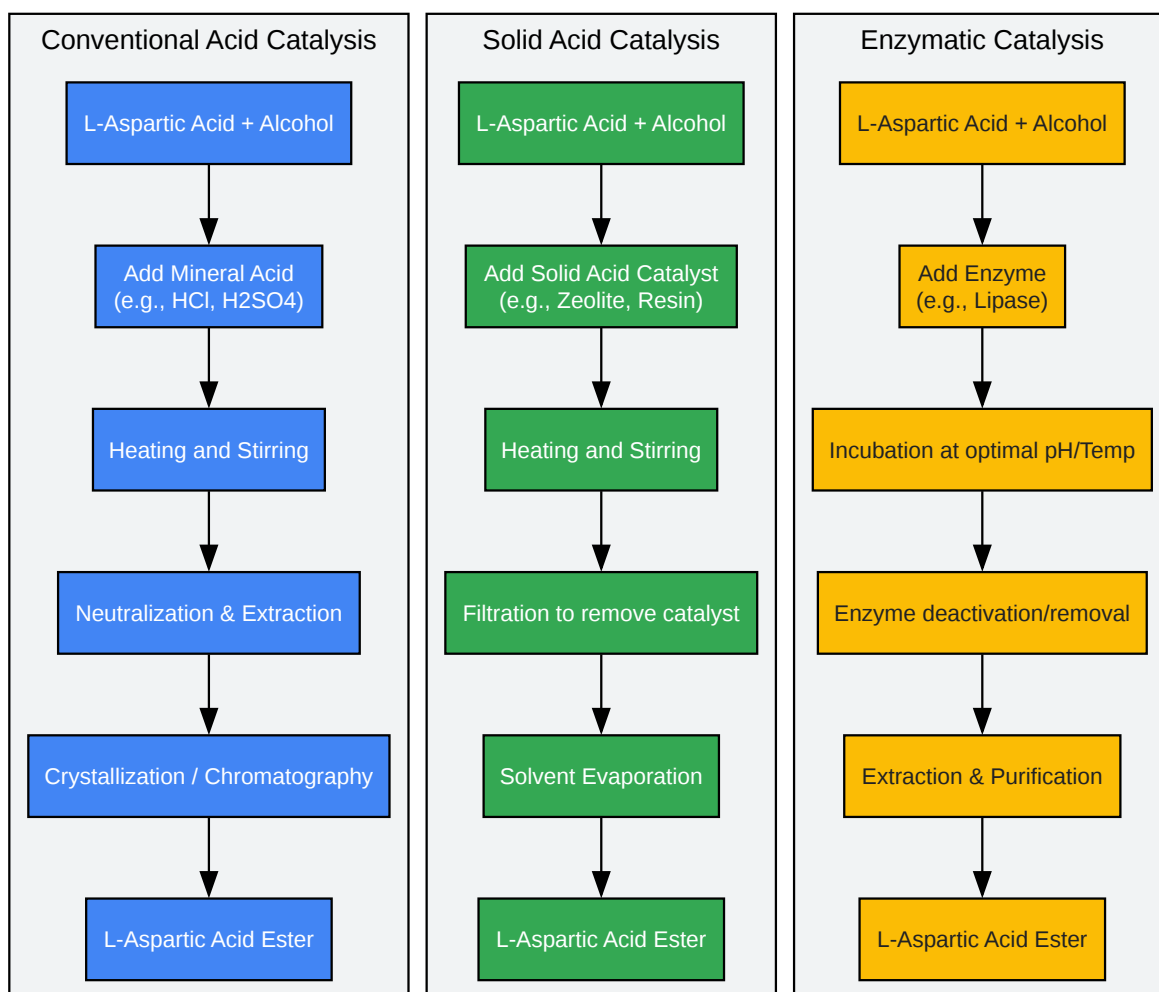 Conventional Acid Catalysis
L-Aspartic Acid + Alcohol
Add Mineral Acid
(e.g., HCl, H2SO4)
Heating and Stirring
Neutralization & Extraction
Crystallization / Chromatography
L-Aspartic Acid Ester
Solid Acid Catalysis
L-Aspartic Acid + Alcohol
Add Solid Acid Catalyst
(e.g., Zeolite, Resin)
Heating and Stirring
Filtration to remove catalyst
Solvent Evaporation
L-Aspartic Acid Ester
Enzymatic Catalysis
L-Aspartic Acid + Alcohol
Add Enzyme
(e.g., Lipase)
Incubation at optimal pH/Temp
Enzyme deactivation/removal
Extraction & Purification
L-Aspartic Acid Ester